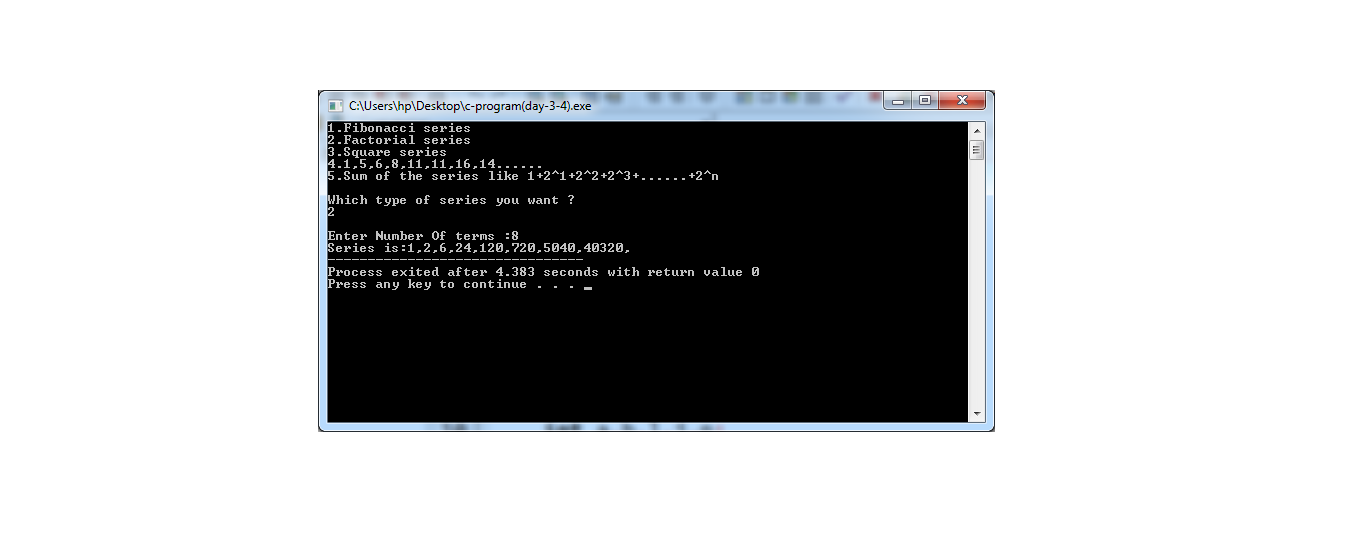 C:\Users\hp\Desktop\c-program(day-3-4).exe
1.Fibonacci series
2.Factorial series
3.Square series
4.1,5,6,8,11,11,16,14......
5.Sum of the series like 1+2^1+2^2+2^3+......+2^n
Which type of series you want ?
2
Enter Number Of terms :8
Series is:1,2,6,24,120,720,5040,40320,
--------------------------------
Process exited after 4.383 seconds with return value 0
Press any key to continue . . . _